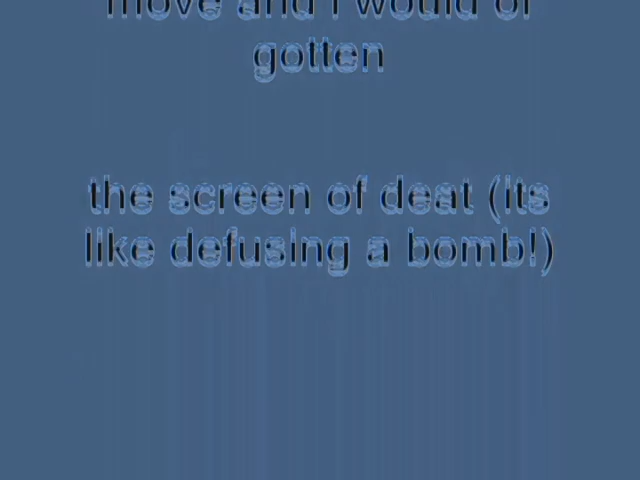 move and i would of
gotten
the screen of deat (its
like defusing a bomb!)